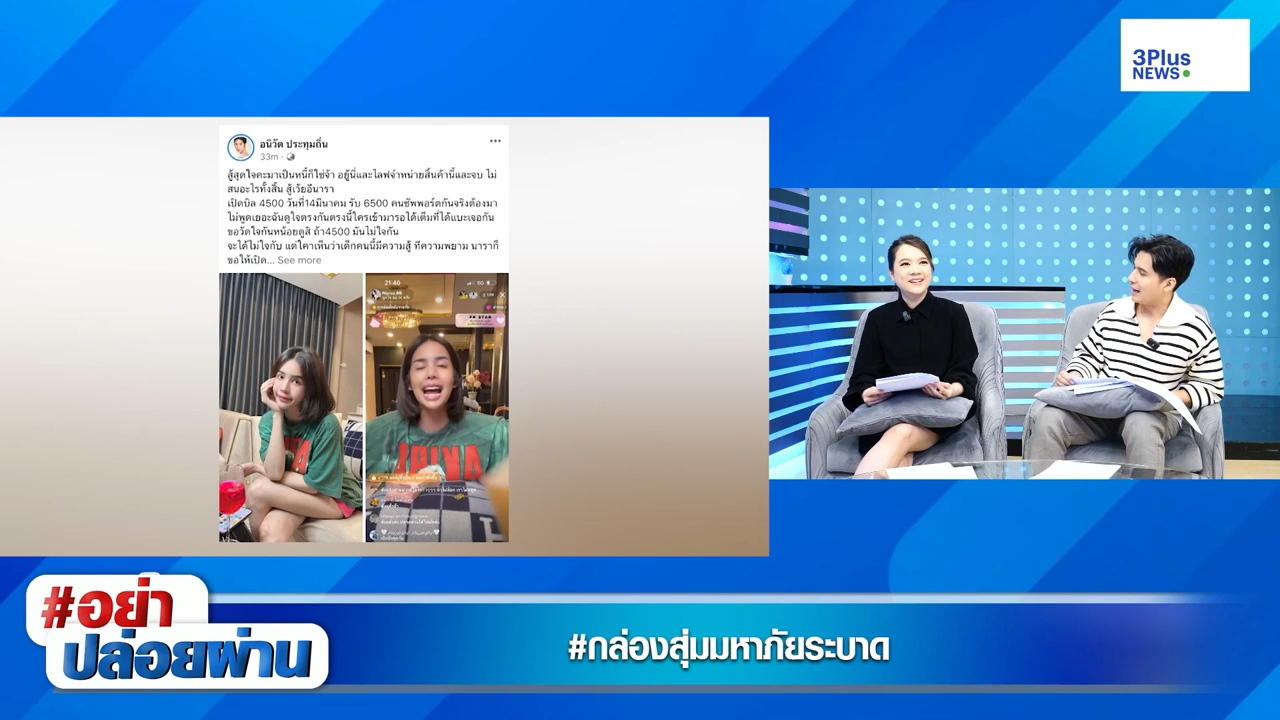 3Plus
NEWS
อนิวัต ประทุมถิ่น
33m
สู้สุดใจคะมาเป็นหนี้ก็ใช่จ้า อยู้นี่และไลฟจำหน่ายสิ้นค้านี้และจบ ไม่
สนอะไรทั้งสิ้น สู้เว้ยอีนารา
เปิดบิล 4500 วันที่14มีนาคม รับ 6500 คนซัพพอร์ตกันจริงต้องมา
ไม่พูดเยอะฉันดูใจตรงกันตรงนี้ใครเข้ามารอได้เต็มที่ได้แบะเจอกัน
ขอวัดใจกันหน้อยดูสิ ถ้า4500 มันไม่ใจกัน
จะได้ไม่ใจกับ แต่ใคาเห็นว่าเด็กคนนี้มีความสู้ ทีความพยาม นาราก็
ขอให้เปิด... See more
21:40
5G
#อย่า
ปล่อยผ่าน
#กล่องสุ่มมหาภัยระบาด